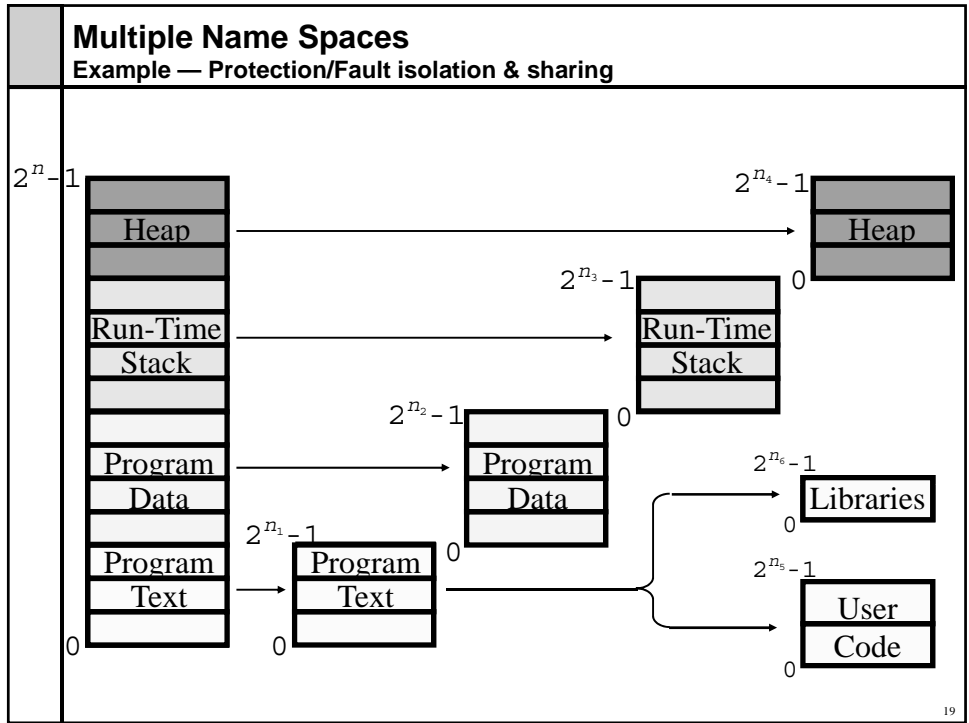 Multiple Name Spaces
Example — Protection/Fault isolation & sharing
2^n-1
Heap
Run-Time
Stack
Program
Data
Program
Text
0
2^n₁-1
Program
Text
0
2^n₂-1
Program
Data
0
2^n₃-1
Run-Time
Stack
0
2^n₄-1
Heap
0
2^n₆-1
Libraries
0
2^n₅-1
User
Code
0
19